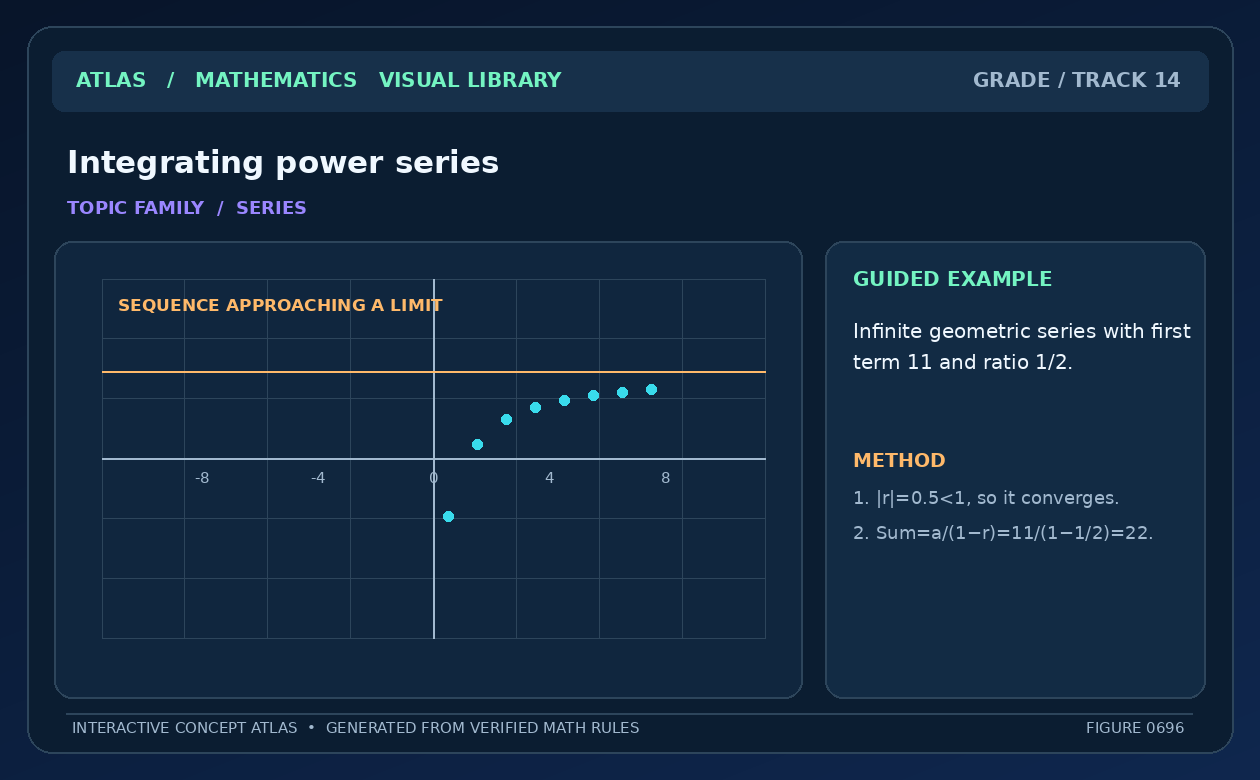 ATLAS / MATHEMATICS VISUAL LIBRARY
GRADE / TRACK 14
Integrating power series
TOPIC FAMILY / SERIES
SEQUENCE APPROACHING A LIMIT
-8 -4 0 4 8
GUIDED EXAMPLE
Infinite geometric series with first
term 11 and ratio 1/2.
METHOD
1. |r|=0.5<1, so it converges.
2. Sum=a/(1−r)=11/(1−1/2)=22.
INTERACTIVE CONCEPT ATLAS • GENERATED FROM VERIFIED MATH RULES
FIGURE 0696